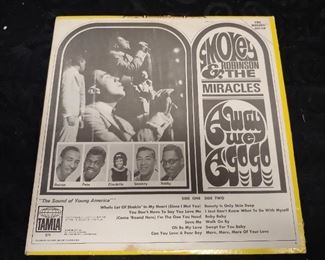 SMOKEY
ROBINSON
& THE
MIRACLES
Away
We
A Go-Go
Pete
Claudette
Smokey
Bobby
"The Sound of Young America"
SIDE ONE
Whole Lot Of Shakin' In My Heart (Since I Met You)
You Don't Have To Say You Love Me
(Come 'Round Here) I'm The One You Need
Save Me
Oh Be My Love
Can You Love A Poor Boy
SIDE TWO
Beauty Is Only Skin Deep
I Just Don't Know What To Do With Myself
Baby Baby
Walk On By
Swept For You Baby
More, More, More Of Your Love
TAMLA